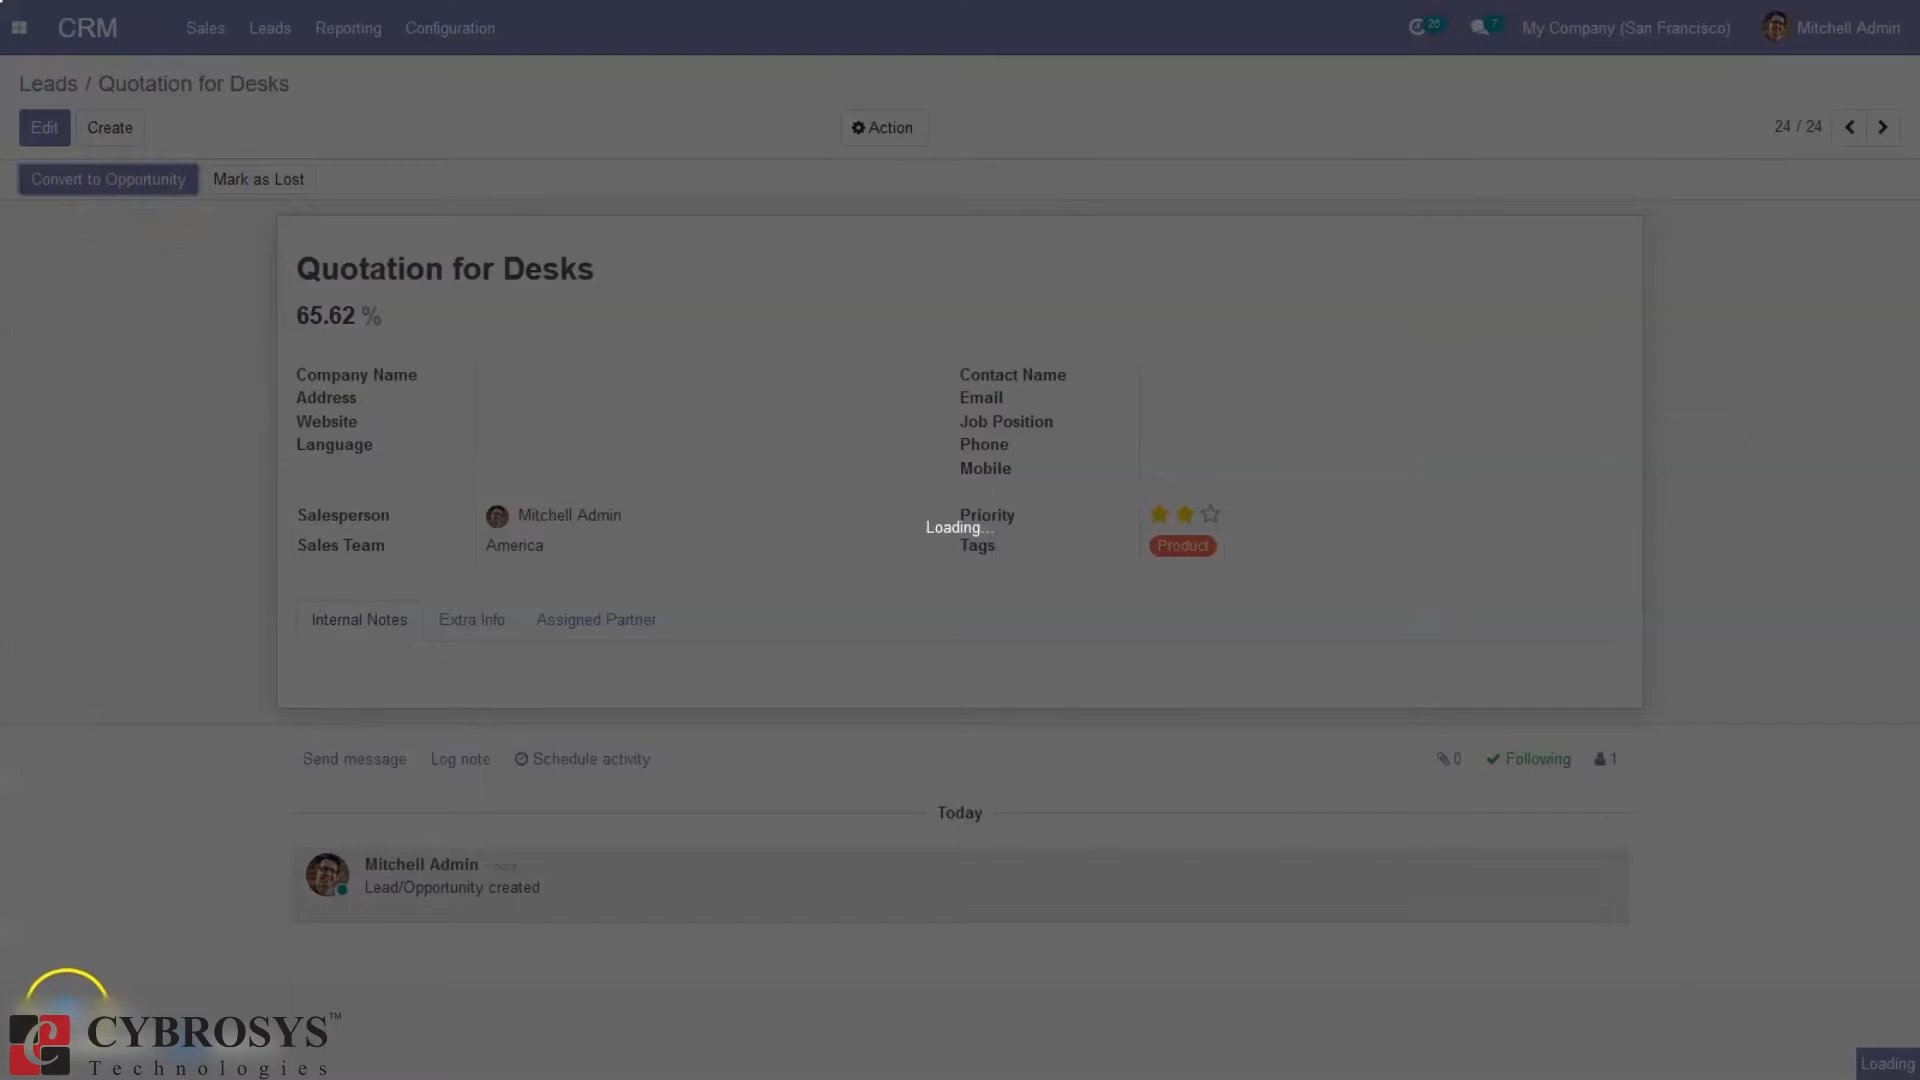 CRM Sales Leads Reporting Configuration 26 7 My Company (San Francisco) Mitchell Admin
Leads / Quotation for Desks
Edit Create Action 24 / 24
Convert to Opportunity Mark as Lost
Quotation for Desks
65.62 %
Company Name Contact Name
Address Email
Website Job Position
Language Phone
Mobile
Salesperson Mitchell Admin Priority
Loading...
Sales Team America Tags Product
Internal Notes Extra Info Assigned Partner
Send message Log note Schedule activity 0 Following 1
Today
Mitchell Admin - now
Lead/Opportunity created
CYBROSYS™
Technologies
Loading